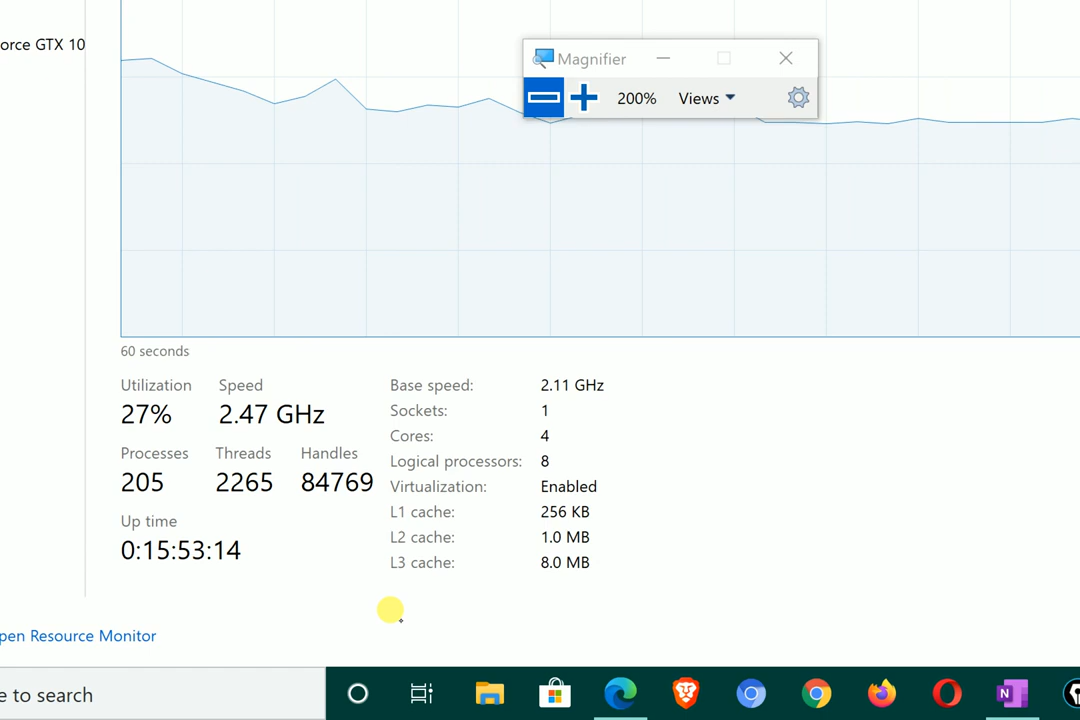 orce GTX 10
Magnifier
200% Views
60 seconds
Utilization Speed
27% 2.47 GHz
Processes Threads Handles
205 2265 84769
Up time
0:15:53:14
Base speed: 2.11 GHz
Sockets: 1
Cores: 4
Logical processors: 8
Virtualization: Enabled
L1 cache: 256 KB
L2 cache: 1.0 MB
L3 cache: 8.0 MB
pen Resource Monitor
e to search
N